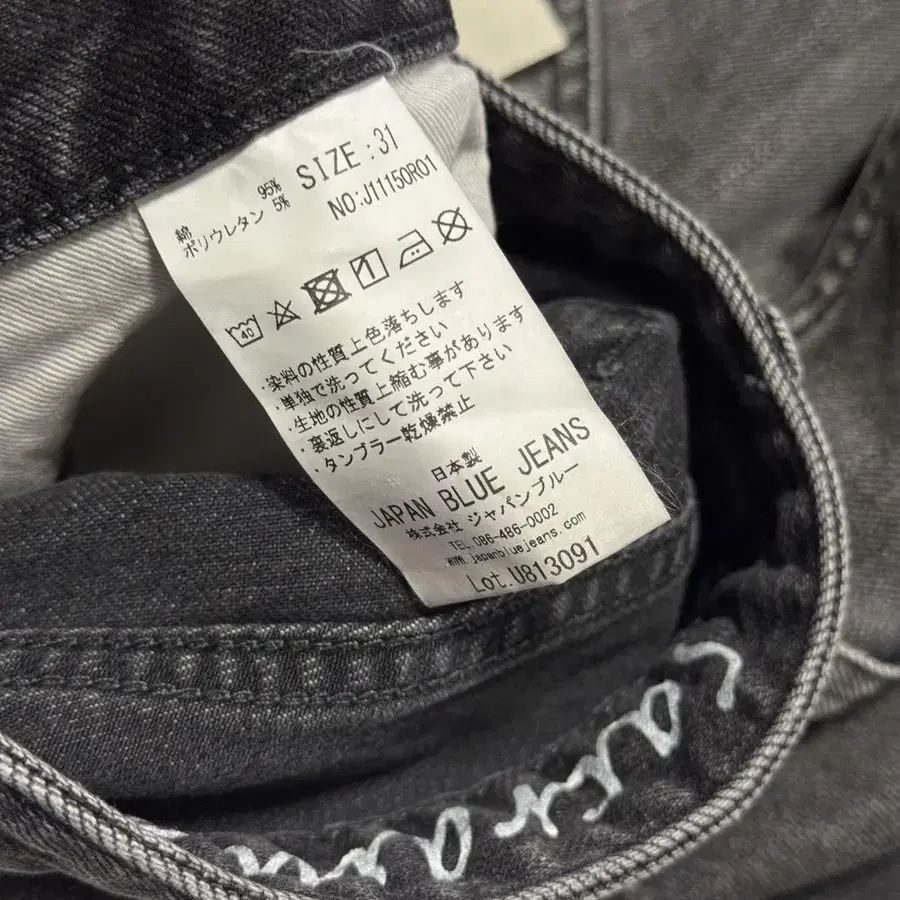 SIZE : 31
NO:J11150R01
綿 95%
ポリウレタン 5%
40
1
・染料の性質上色落ちします
・単独で洗ってください
・生地の性質上縮む事があります
・裏返しにして洗って下さい
・タンブラー乾燥禁止
日本製
JAPAN BLUE JEANS
株式会社 ジャパンブルー
TEL.086-486-0002
www.japanbluejeans.com
Lot.U813091